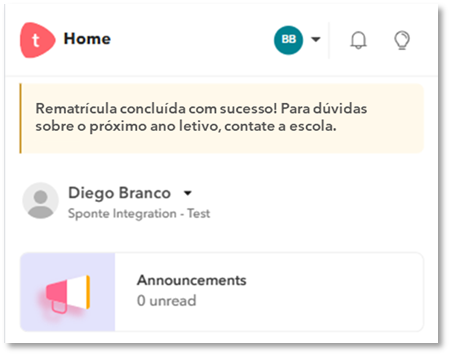 t Home BB
Rematrícula concluída com sucesso! Para dúvidas
sobre o próximo ano letivo, contate a escola.
Diego Branco
Sponte Integration - Test
Announcements
0 unread